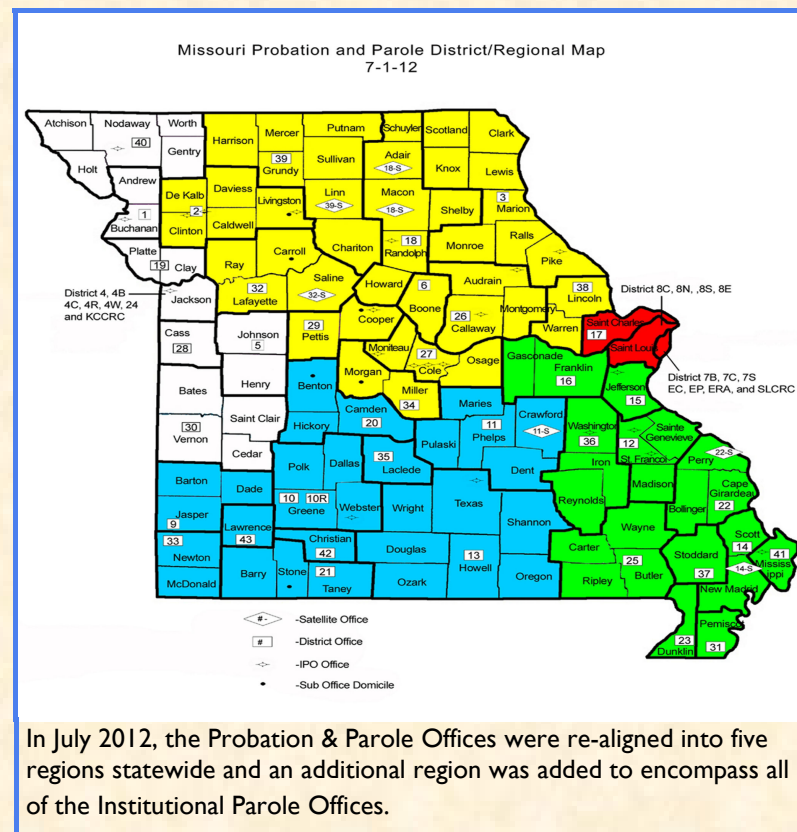 Missouri Probation and Parole District/Regional Map
7-1-12
Atchison Nodaway Worth Harrison Mercer Putnam Schuyler Scotland Clark
40
Holt Gentry 39 Grundy Sullivan Adair 18-S Knox Lewis
Andrew De Kalb Daviess Livingston Linn 39-S Macon 18-S Shelby 3 Marion
1 Buchanan 2 Clinton Caldwell
Platte 19 Clay Ray Carroll Chariton 18 Randolph Monroe Ralls Pike
District 4, 4B
4C, 4R, 4W, 24
and KCCRC
Jackson 32 Lafayette Saline 32-S Howard 6 Boone Audrain 26 Callaway Montgomery 38 Lincoln Warren
District 8C, 8N, ,8S, 8E
Saint Charles 17 Saint Louis
District 7B, 7C, 7S
EC, EP, ERA, and SLCRC
Cass 28 Johnson 5 29 Pettis Cooper Moniteau 27 Cole Osage Gasconade Franklin 16 Jefferson 15
Bates Henry Benton Morgan Miller 34 Maries
30 Vernon Saint Clair Hickory Camden 20 Pulaski 11 Phelps Crawford 11-S Washington 36 12 Sainte Genevieve St. Francoi Perry 22-S
Cedar Polk Dallas 35 Laclede Dent Iron Madison Cape Girardeau 22
Barton Dade 10 10R Greene Webster Wright Texas Shannon Reynolds Bollinger
Jasper 9 Lawrence 43 Christian 42 Douglas Wayne Scott 14 41 Mississippi
33 Newton 13 Howell Carter 25 Butler Stoddard 37 14-S
McDonald Barry Stone 21 Taney Ozark Oregon Ripley New Madrid
23 Dunklin Pemiscot 31
#- -Satellite Office
# -District Office
-IPO Office
-Sub Office Domicile
In July 2012, the Probation & Parole Offices were re-aligned into five
regions statewide and an additional region was added to encompass all
of the Institutional Parole Offices.